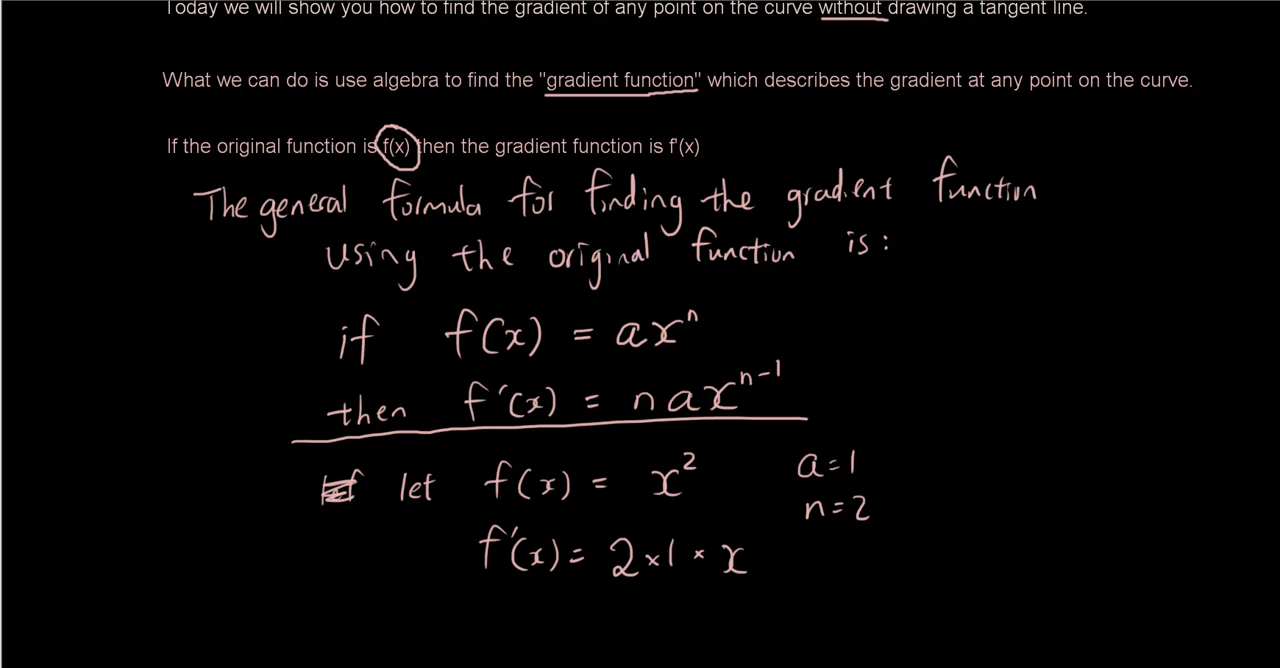 Today we will show you how to find the gradient of any point on the curve without drawing a tangent line.
What we can do is use algebra to find the "gradient function" which describes the gradient at any point on the curve.
If the original function is f(x) then the gradient function is f'(x)
The general formula for finding the gradient function
using the original function is:
if f(x) = axⁿ
then f'(x) = naxⁿ⁻¹
let f(x) = x² a=1
n=2
f'(x) = 2×1×x